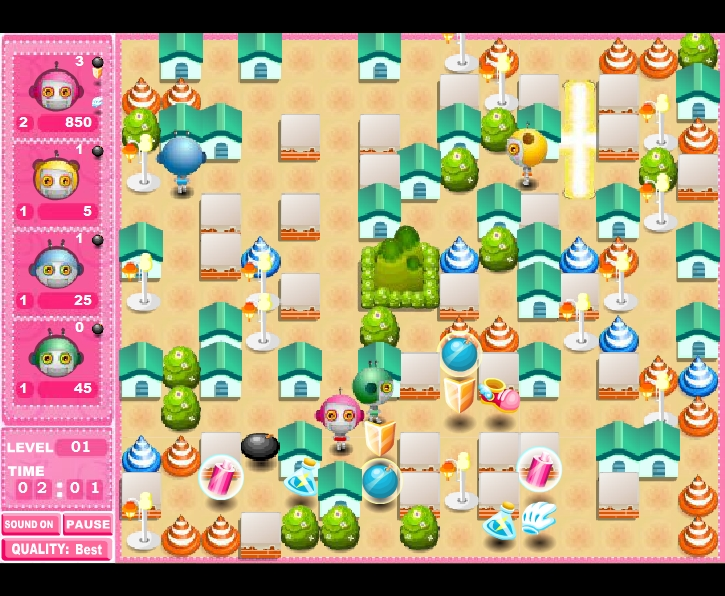 3
2 850
1
1 5
1
1 25
0
1 45
LEVEL 01
TIME
02:01
SOUND ON PAUSE
QUALITY: Best